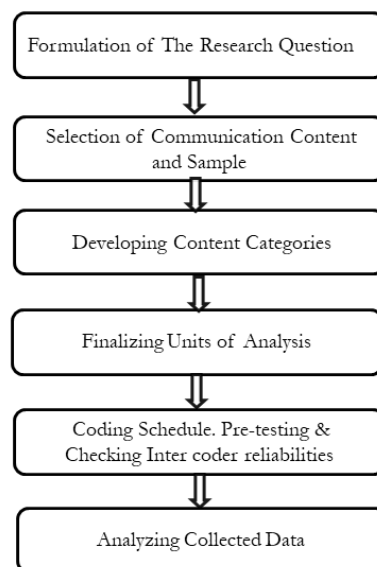 Formulation of The Research Question
Selection of Communication Content
and Sample
Developing Content Categories
Finalizing Units of Analysis
Coding Schedule. Pre-testing &
Checking Inter coder reliabilities
Analyzing Collected Data